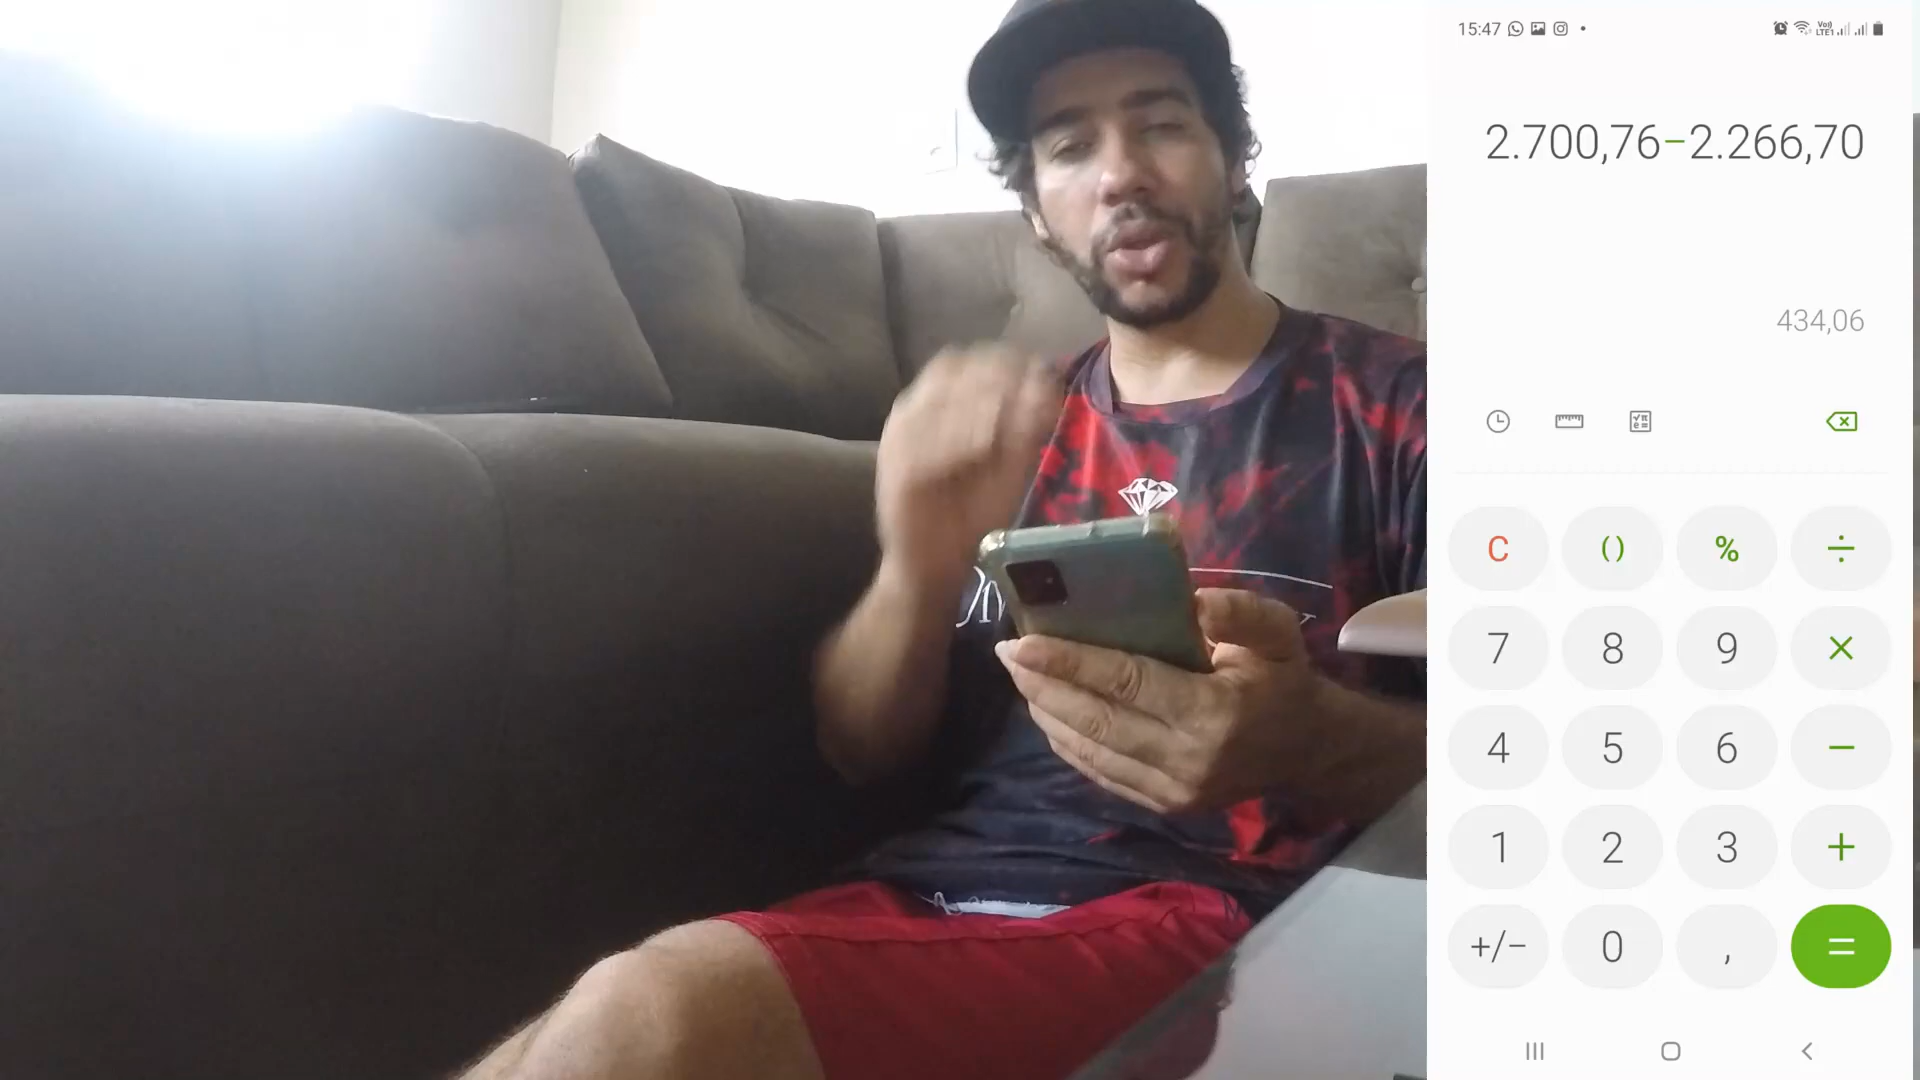 15:47
LTE1
2.700,76−2.266,70
434,06
C () % ÷
7 8 9 ×
4 5 6 −
1 2 3 +
+/− 0 , =